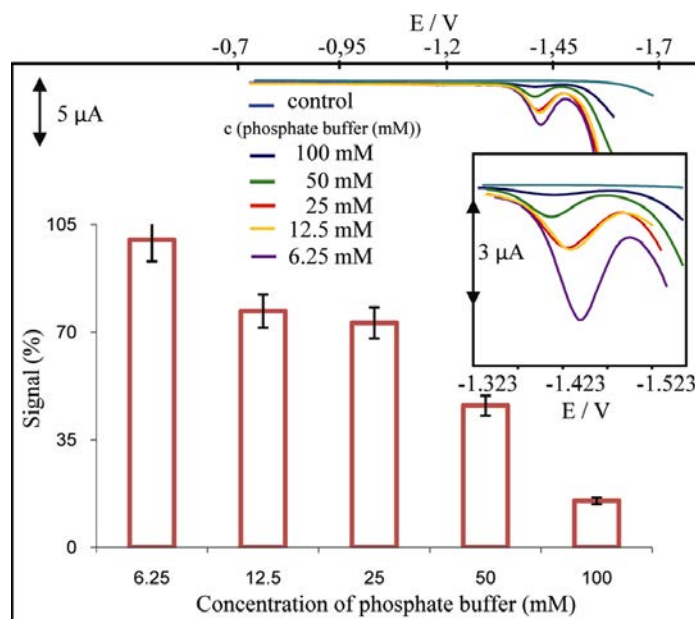 E / V
-0,7 -0,95 -1,2 -1,45 -1,7
5 µA
control
c (phosphate buffer (mM))
100 mM
50 mM
25 mM
12.5 mM
6.25 mM
3 µA
-1.323 -1.423 -1.523
E / V
105
70
35
0
Signal (%)
6.25 12.5 25 50 100
Concentration of phosphate buffer (mM)